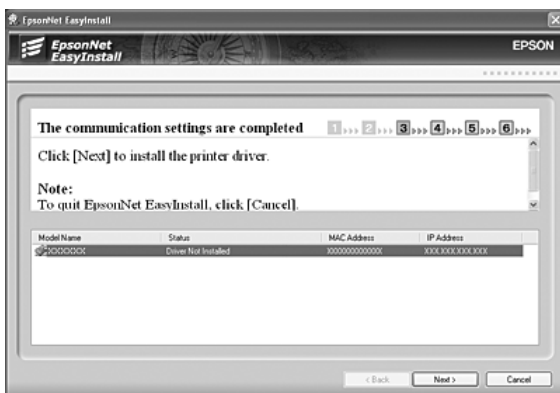 EpsonNet EasyInstall
EpsonNet
EasyInstall
EPSON
The communication settings are completed
1 2 3 4 5 6
Click [Next] to install the printer driver.
Note:
To quit EpsonNet EasyInstall, click [Cancel].
Model Name Status MAC Address IP Address
XXXXXXX Driver Not Installed XXXXXXXXXXXX XXX.XXX.XXX.XXX
< Back Next > Cancel